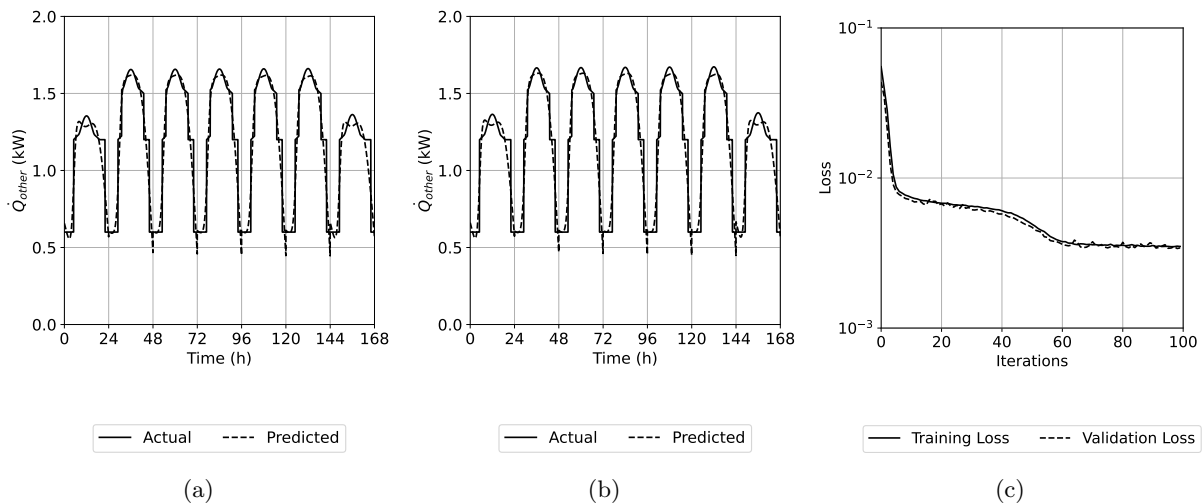 2.0
1.5
1.0
0.5
0.0
Q̇_other (kW)
0 24 48 72 96 120 144 168
Time (h)
Actual Predicted
(a)
2.0
1.5
1.0
0.5
0.0
Q̇_other (kW)
0 24 48 72 96 120 144 168
Time (h)
Actual Predicted
(b)
10⁻¹
10⁻²
10⁻³
Loss
0 20 40 60 80 100
Iterations
Training Loss Validation Loss
(c)